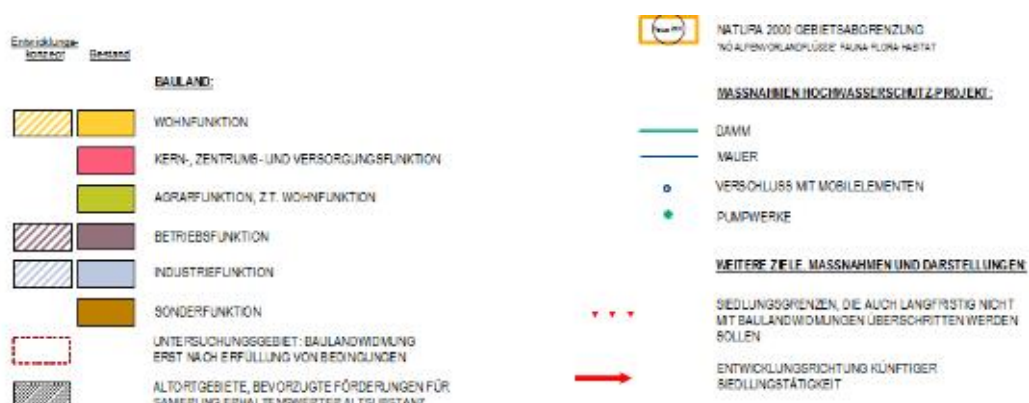 Entwicklungs-
konzept Bestand
BAULAND:
WOHNFUNKTION
KERN-, ZENTRUMS- UND VERSORGUNGSFUNKTION
AGRARFUNKTION, Z.T. WOHNFUNKTION
BETRIEBSFUNKTION
INDUSTRIEFUNKTION
SONDERFUNKTION
UNTERSUCHUNGSGEBIET: BAULANDWIDMUNG
ERST NACH ERFÜLLUNG VON BEDINGUNGEN
ALTORTGEBIETE, BEVORZUGTE FÖRDERUNGEN FÜR
SANIERUNG ERHALTENSWERTER ALTSUBSTANZ
NATURA 2000 GEBIETSABGRENZUNG
"NÖ ALPENVORLANDFLÜSSE" FAUNA-FLORA-HABITAT
MASSNAHMEN HOCHWASSERSCHUTZ-PROJEKT:
DAMM
MAUER
VERSCHLUSS MIT MOBILELEMENTEN
PUMPWERKE
WEITERE ZIELE, MASSNAHMEN UND DARSTELLUNGEN:
SIEDLUNGSGRENZEN, DIE AUCH LANGFRISTIG NICHT
MIT BAULANDWIDMUNGEN ÜBERSCHRITTEN WERDEN
SOLLEN
ENTWICKLUNGSRICHTUNG KÜNFTIGER
SIEDLUNGSTÄTIGKEIT